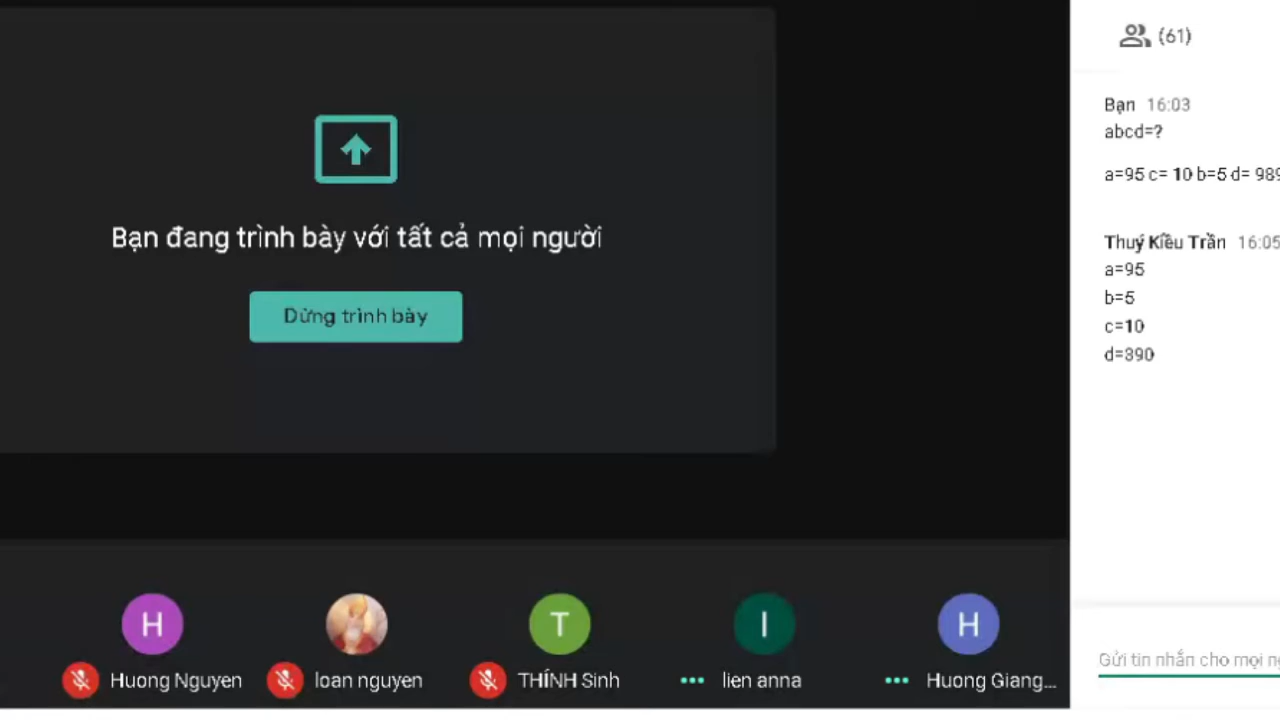 Bạn đang trình bày với tất cả mọi người
Dừng trình bày
H
T
I
H
Huong Nguyen
loan nguyen
THÍNH Sinh
lien anna
Huong Giang...
(61)
Bạn 16:03
abcd=?
a=95 c= 10 b=5 d= 989
Thuý Kiều Trần 16:05
a=95
b=5
c=10
d=390
Gửi tin nhắn cho mọi